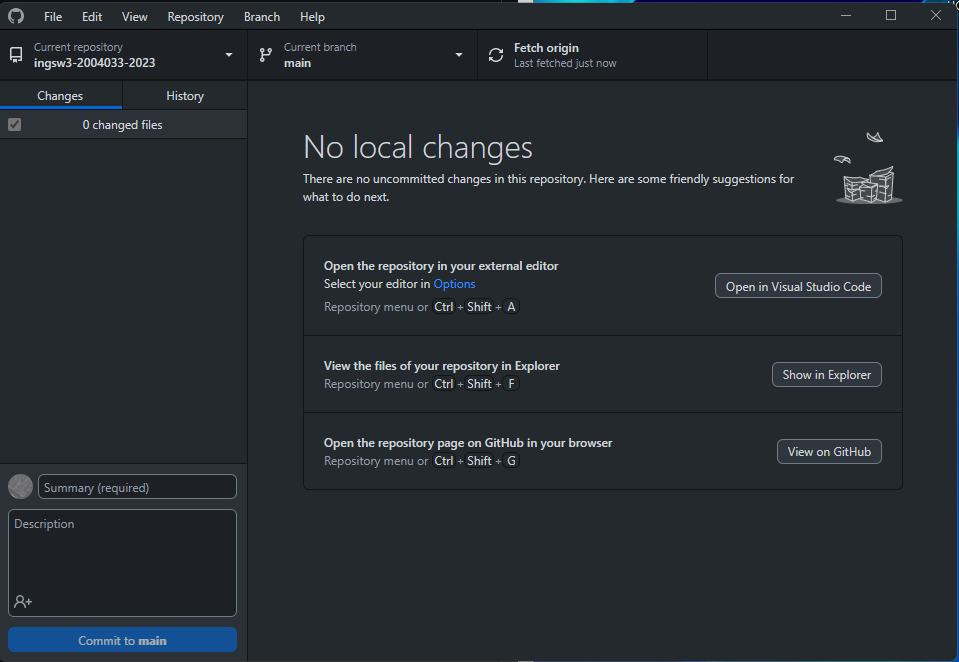 File Edit View Repository Branch Help
Current repository
ingsw3-2004033-2023
Current branch
main
Fetch origin
Last fetched just now
Changes
History
0 changed files
No local changes
There are no uncommitted changes in this repository. Here are some friendly suggestions for
what to do next.
Open the repository in your external editor
Select your editor in Options
Repository menu or Ctrl + Shift + A
Open in Visual Studio Code
View the files of your repository in Explorer
Repository menu or Ctrl + Shift + F
Show in Explorer
Open the repository page on GitHub in your browser
Repository menu or Ctrl + Shift + G
View on GitHub
Summary (required)
Description
Commit to main